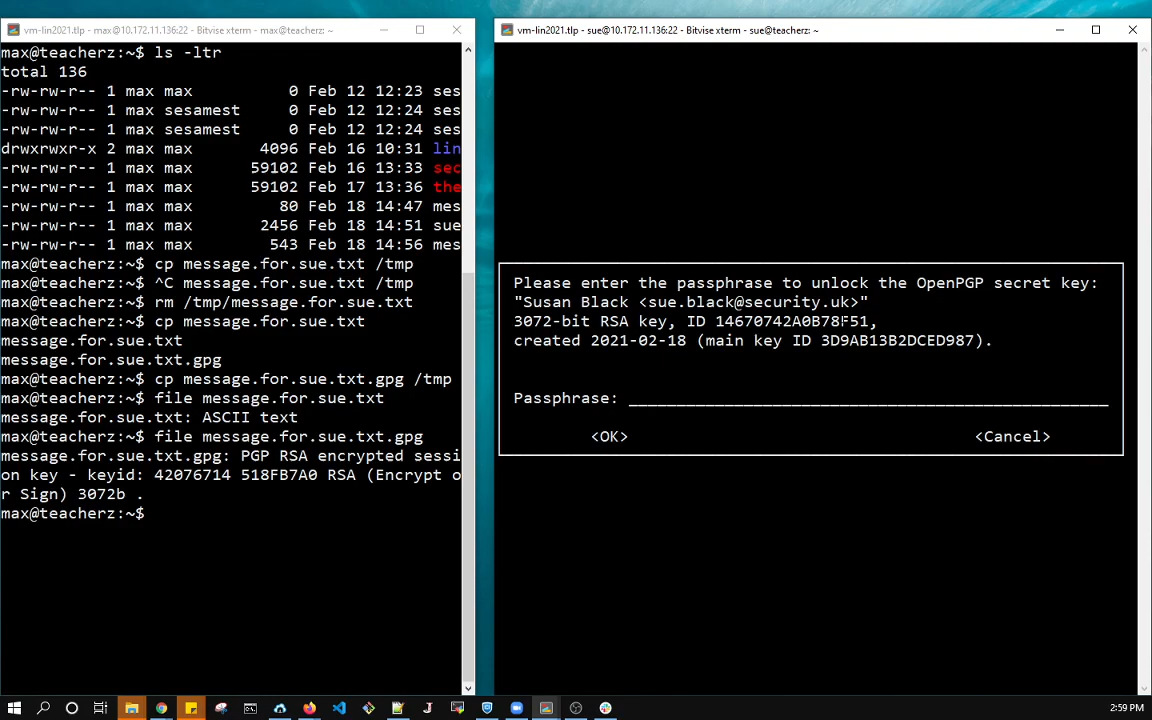 vm-lin2021.tlp - max@10.172.11.136:22 - Bitvise xterm - max@teacherz: ~
max@teacherz:~$ ls -ltr
total 136
-rw-rw-r-- 1 max max 0 Feb 12 12:23 ses
-rw-rw-r-- 1 max sesamest 0 Feb 12 12:24 ses
-rw-rw-r-- 1 max sesamest 0 Feb 12 12:24 ses
drwxrwxr-x 2 max max 4096 Feb 16 10:31 lin
-rw-rw-r-- 1 max max 59102 Feb 16 13:33 sec
-rw-rw-r-- 1 max max 59102 Feb 17 13:36 the
-rw-rw-r-- 1 max max 80 Feb 18 14:47 mes
-rw-rw-r-- 1 max max 2456 Feb 18 14:51 sue
-rw-rw-r-- 1 max max 543 Feb 18 14:56 mes
max@teacherz:~$ cp message.for.sue.txt /tmp
max@teacherz:~$ ^C message.for.sue.txt /tmp
max@teacherz:~$ rm /tmp/message.for.sue.txt
max@teacherz:~$ cp message.for.sue.txt
message.for.sue.txt
message.for.sue.txt.gpg
max@teacherz:~$ cp message.for.sue.txt.gpg /tmp
max@teacherz:~$ file message.for.sue.txt
message.for.sue.txt: ASCII text
max@teacherz:~$ file message.for.sue.txt.gpg
message.for.sue.txt.gpg: PGP RSA encrypted sessi
on key - keyid: 42076714 518FB7A0 RSA (Encrypt o
r Sign) 3072b .
max@teacherz:~$
vm-lin2021.tlp - sue@10.172.11.136:22 - Bitvise xterm - sue@teacherz: ~
Please enter the passphrase to unlock the OpenPGP secret key:
"Susan Black <sue.black@security.uk>"
3072-bit RSA key, ID 14670742A0B78F51,
created 2021-02-18 (main key ID 3D9AB13B2DCED987).
Passphrase: __________________________________________________
<OK> <Cancel>
2:59 PM